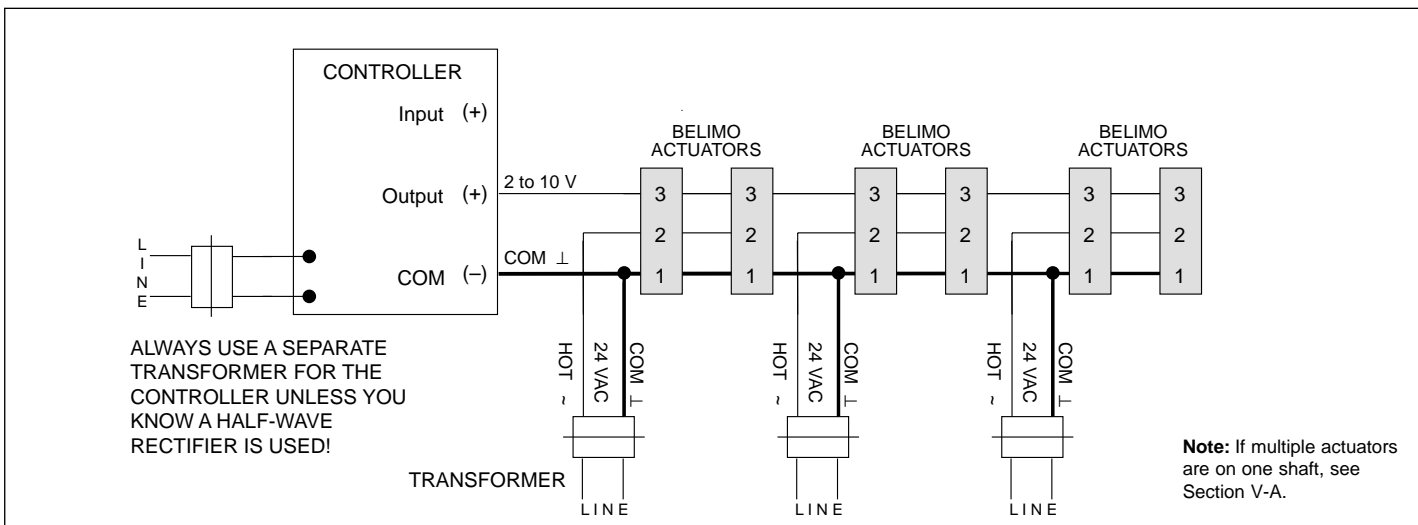 CONTROLLER
Input (+)
Output (+)
COM (–)
2 to 10 V
COM ⊥
L
I
N
E
ALWAYS USE A SEPARATE
TRANSFORMER FOR THE
CONTROLLER UNLESS YOU
KNOW A HALF-WAVE
RECTIFIER IS USED!
BELIMO
ACTUATORS
3
2
1
3
2
1
BELIMO
ACTUATORS
3
2
1
3
2
1
BELIMO
ACTUATORS
3
2
1
3
2
1
HOT ~
24 VAC
COM ⊥
HOT ~
24 VAC
COM ⊥
HOT ~
24 VAC
COM ⊥
TRANSFORMER
LINE
LINE
LINE
Note: If multiple actuators
are on one shaft, see
Section V-A.